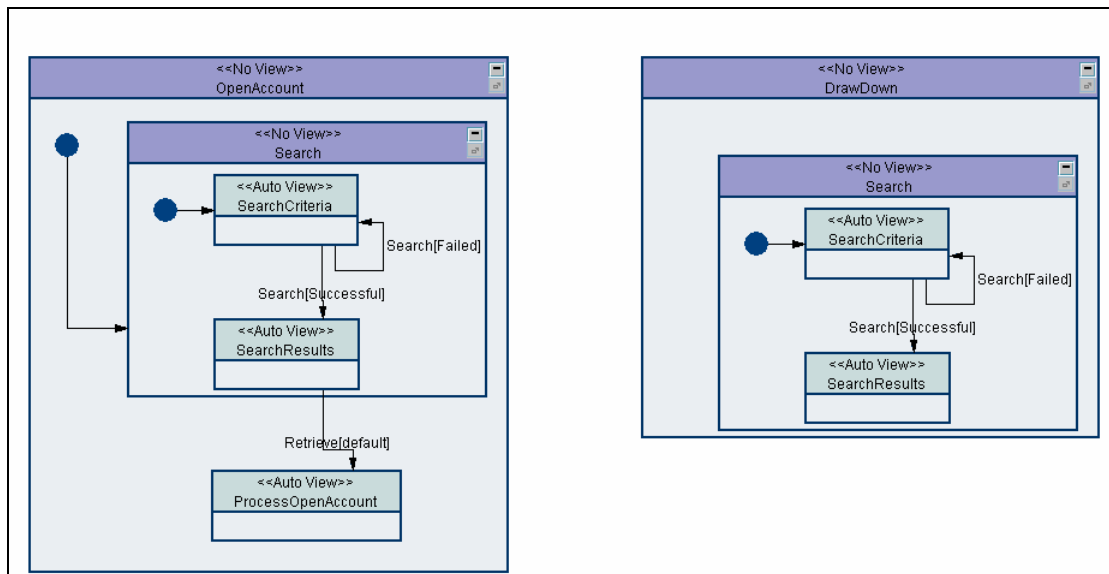 <<No View>>
OpenAccount
<<No View>>
Search
<<Auto View>>
SearchCriteria
Search[Failed]
Search[Successful]
<<Auto View>>
SearchResults
Retrieve[default]
<<Auto View>>
ProcessOpenAccount
<<No View>>
DrawDown
<<No View>>
Search
<<Auto View>>
SearchCriteria
Search[Failed]
Search[Successful]
<<Auto View>>
SearchResults